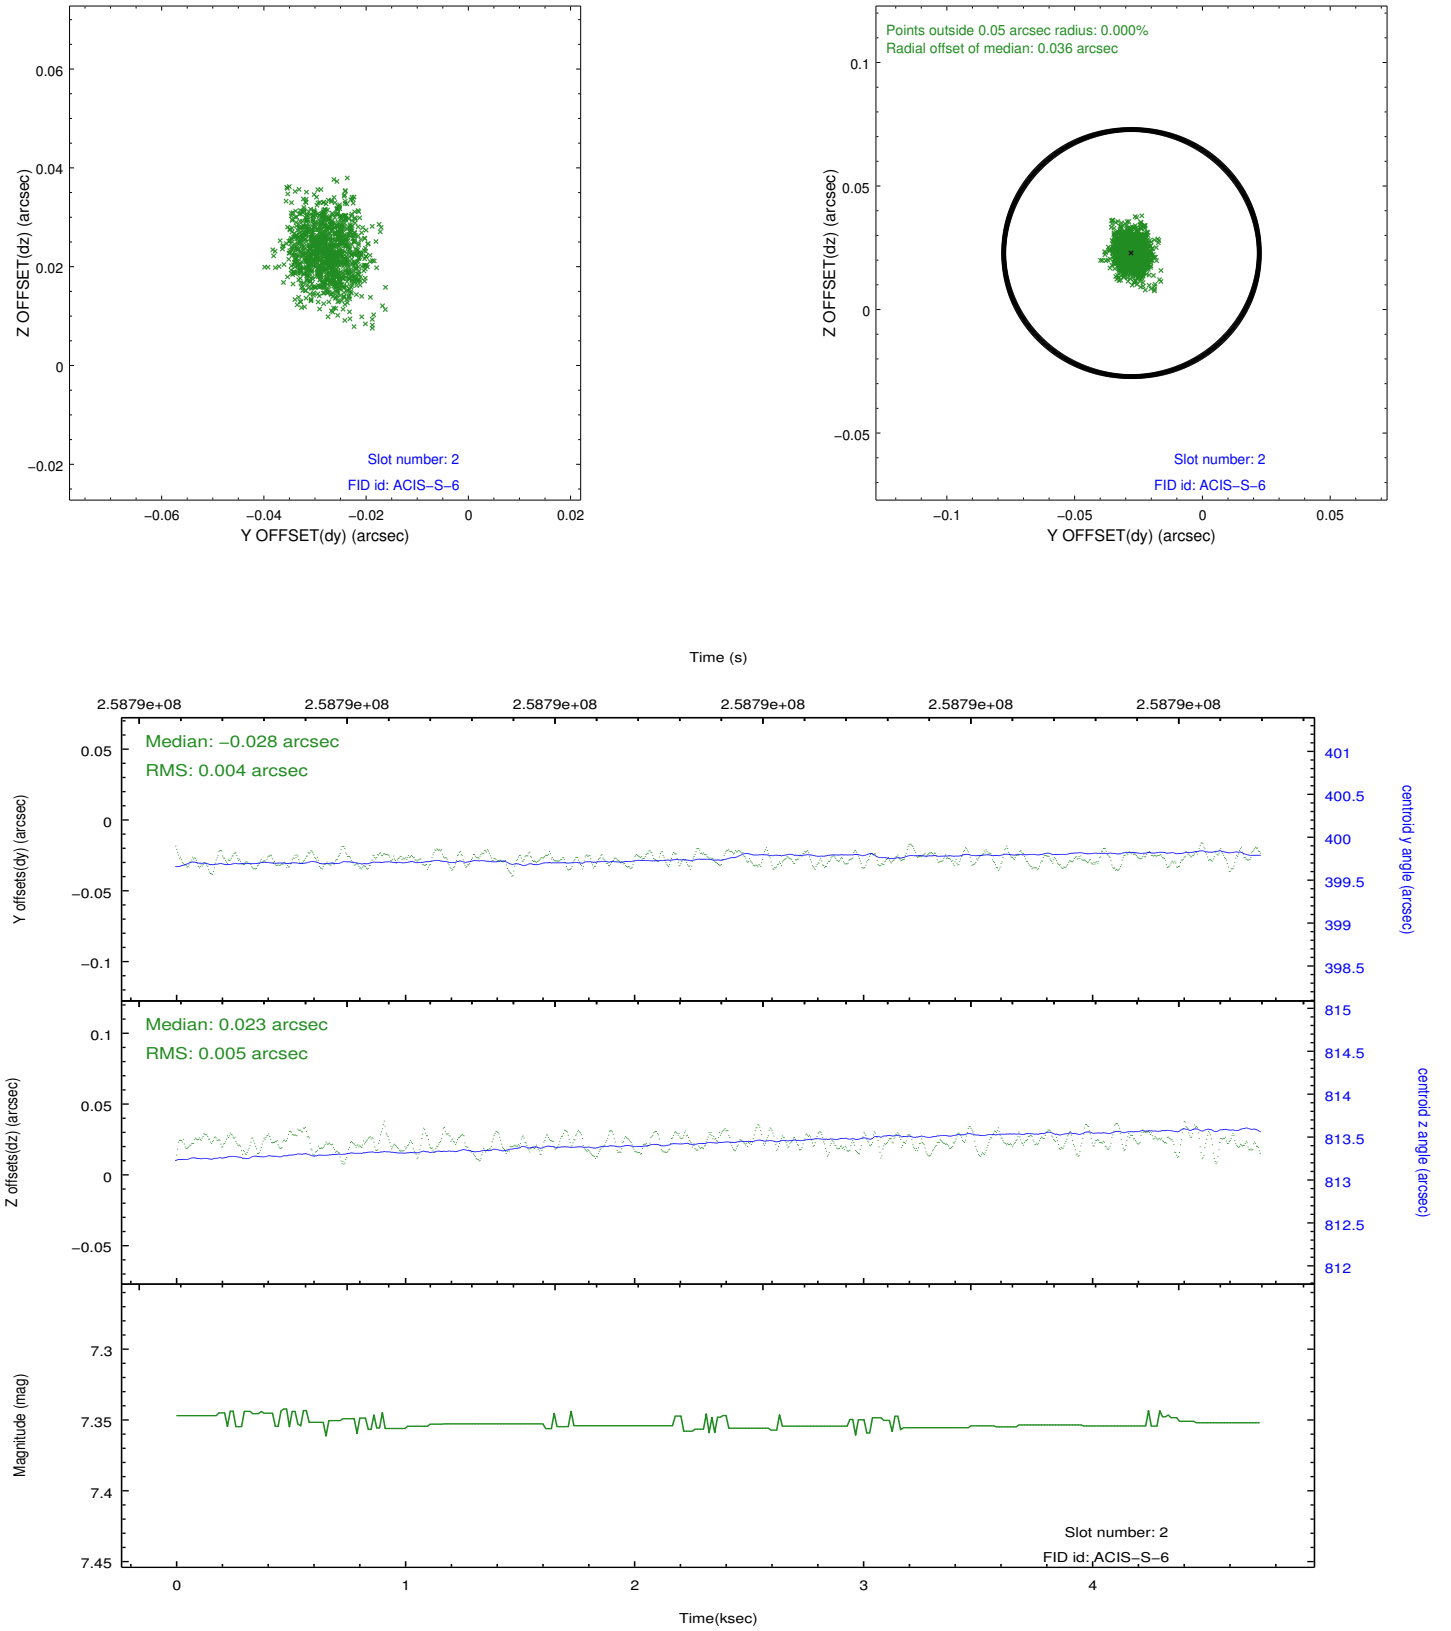 Points outside 0.05 arcsec radius: 0.000%
Radial offset of median: 0.036 arcsec
0.06
0.04
0.02
0
−0.02
Z OFFSET(dz) (arcsec)
Slot number: 2
FID id: ACIS−S−6
−0.06 −0.04 −0.02 0 0.02
Y OFFSET(dy) (arcsec)
0.1
0.05
0
−0.05
Z OFFSET(dz) (arcsec)
Slot number: 2
FID id: ACIS−S−6
−0.1 −0.05 0 0.05
Y OFFSET(dy) (arcsec)
Time (s)
2.5879e+08 2.5879e+08 2.5879e+08 2.5879e+08 2.5879e+08 2.5879e+08
Median: −0.028 arcsec
RMS: 0.004 arcsec
0.05
0
−0.05
−0.1
Y offsets(dy) (arcsec)
401
400.5
400
399.5
399
398.5
centroid y angle (arcsec)
Median: 0.023 arcsec
RMS: 0.005 arcsec
0.1
0.05
0
−0.05
Z offsets(dz) (arcsec)
815
814.5
814
813.5
813
812.5
812
centroid z angle (arcsec)
7.3
7.35
7.4
7.45
Magnitude (mag)
Slot number: 2
FID id: ACIS−S−6
0 1 2 3 4
Time(ksec)